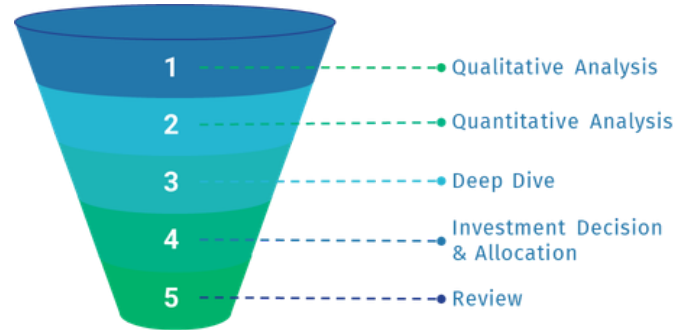 1 Qualitative Analysis
2 Quantitative Analysis
3 Deep Dive
4 Investment Decision
& Allocation
5 Review